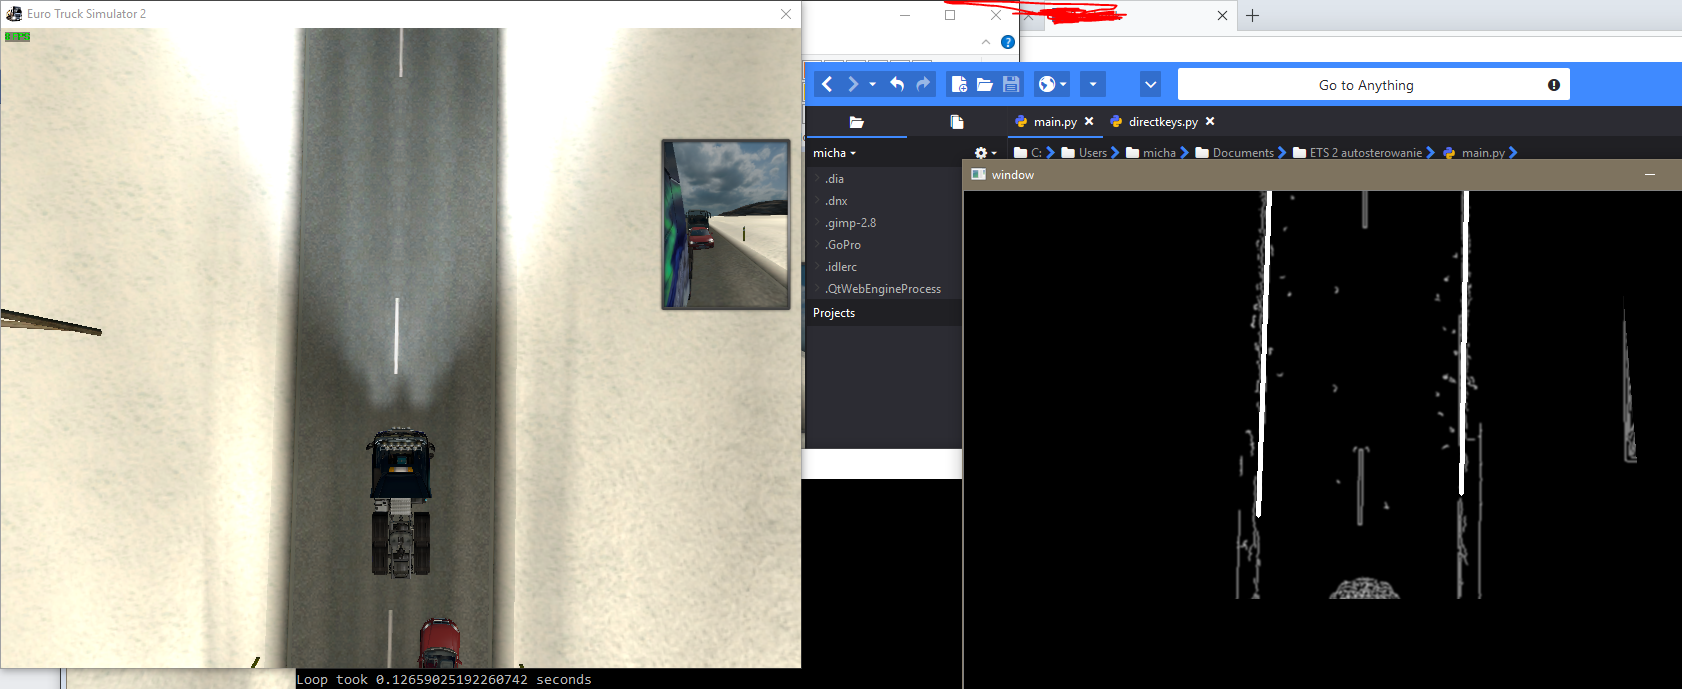 Euro Truck Simulator 2
Go to Anything
main.py
directkeys.py
micha
C:
Users
micha
Documents
ETS 2 autosterowanie
main.py
window
.dia
.dnx
.gimp-2.8
.GoPro
.idlerc
.QtWebEngineProcess
Projects
Loop took 0.12659025192260742 seconds